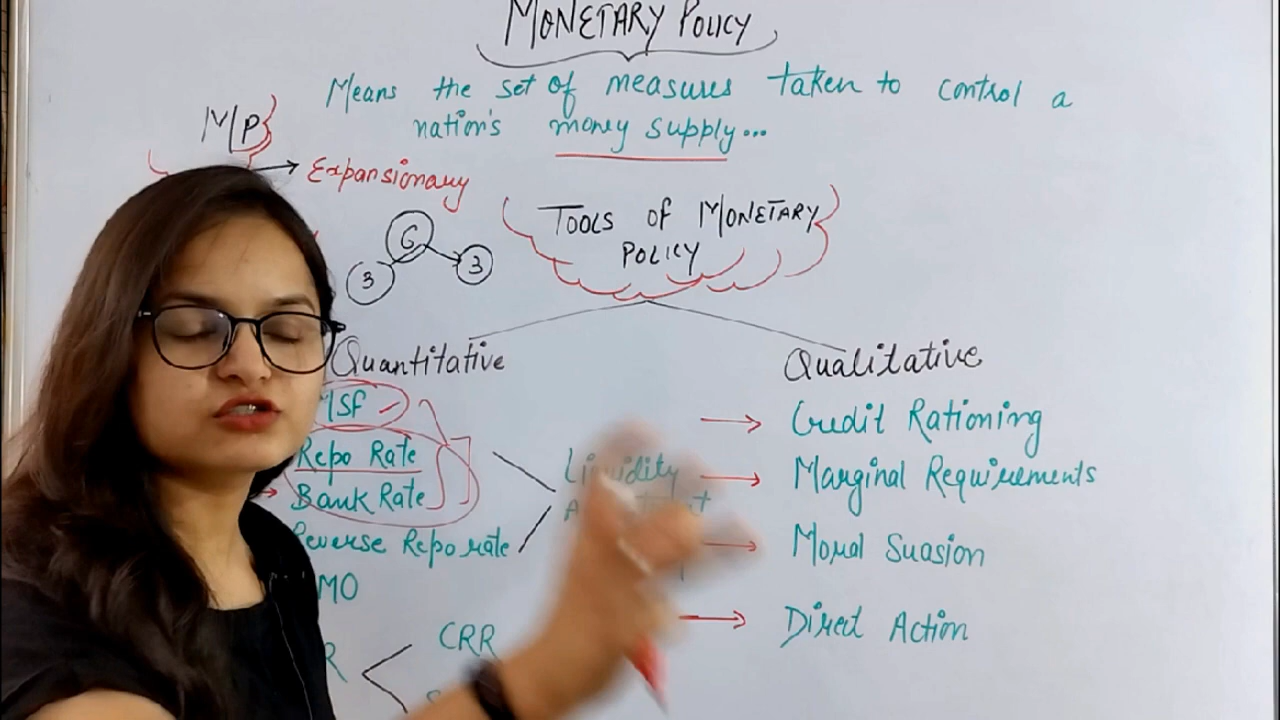 MONETARY POLICY
Means the set of measures taken to control a
nation's money supply...
M/P
Expansionary
6
3 3
TOOLS OF MONETARY
POLICY
Quantitative
Qualitative
MSF
Repo Rate
Bank Rate
Reverse Repo rate
Liquidity
MO
CRR
Credit Rationing
Marginal Requirements
Moral Suasion
Direct Action